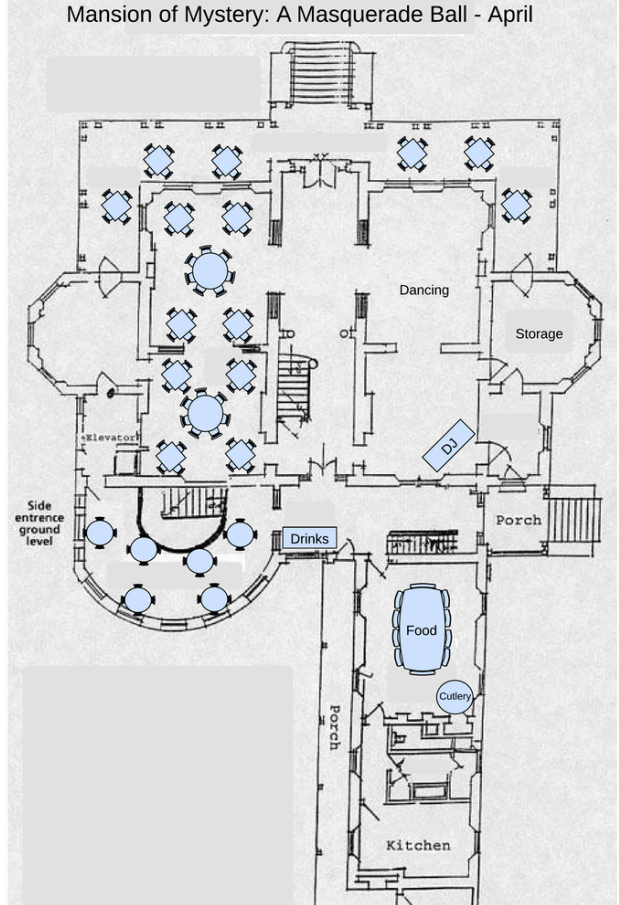 Mansion of Mystery: A Masquerade Ball - April
Dancing
Storage
Elevator
DJ
Side
entrence
ground
level
Porch
Drinks
Food
Cutlery
Porch
Kitchen